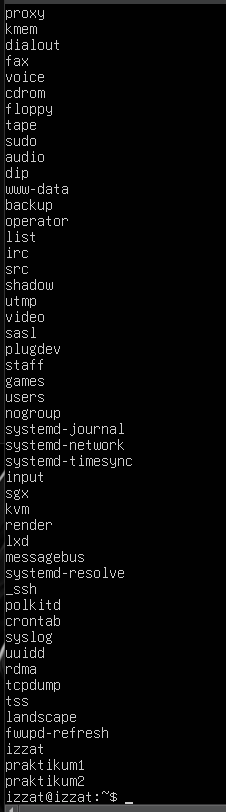 proxy
kmem
dialout
fax
voice
cdrom
floppy
tape
sudo
audio
dip
www-data
backup
operator
list
irc
src
shadow
utmp
video
sasl
plugdev
staff
games
users
nogroup
systemd-journal
systemd-network
systemd-timesync
input
sgx
kvm
render
lxd
messagebus
systemd-resolve
_ssh
polkitd
crontab
syslog
uuidd
rdma
tcpdump
tss
landscape
fwupd-refresh
izzat
praktikum1
praktikum2
izzat@izzat:~$ _